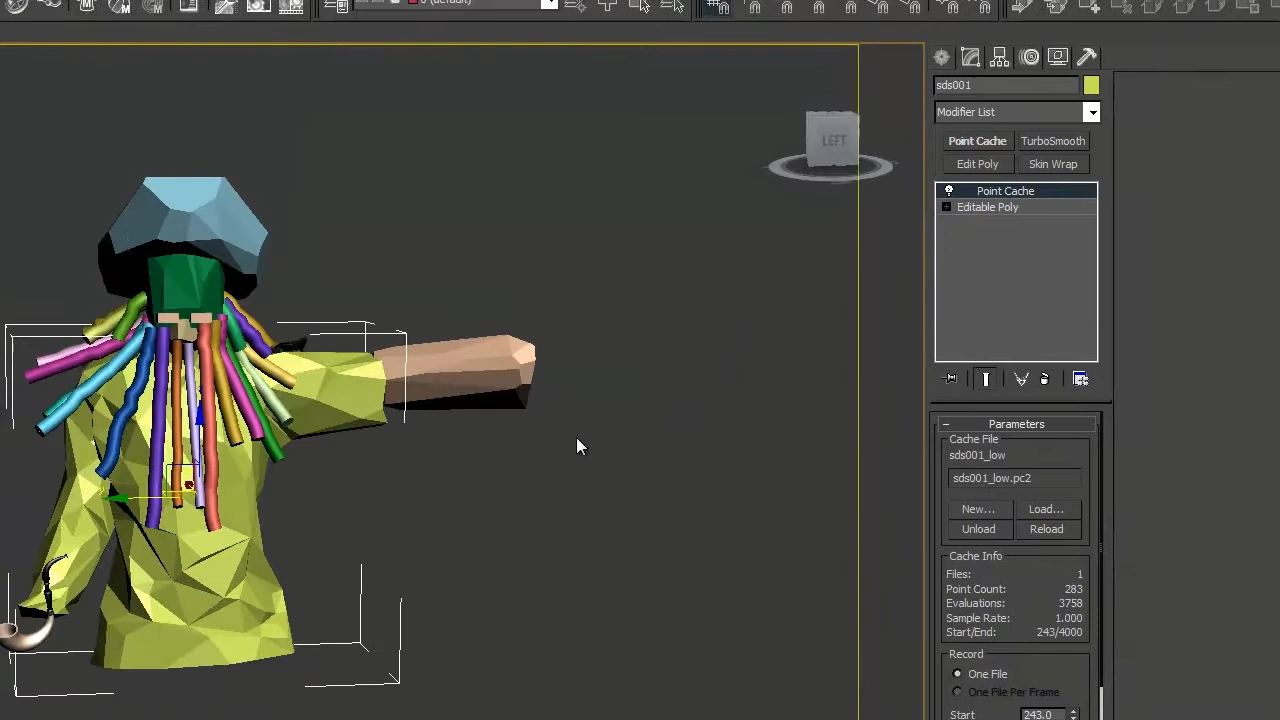 0 (default)
LEFT
sds001
Modifier List
Point Cache TurboSmooth
Edit Poly Skin Wrap
Point Cache
Editable Poly
Parameters
Cache File
sds001_low
sds001_low.pc2
New... Load...
Unload Reload
Cache Info
Files: 1
Point Count: 283
Evaluations: 3758
Sample Rate: 1.000
Start/End: 243/4000
Record
One File
One File Per Frame
Start 243.0